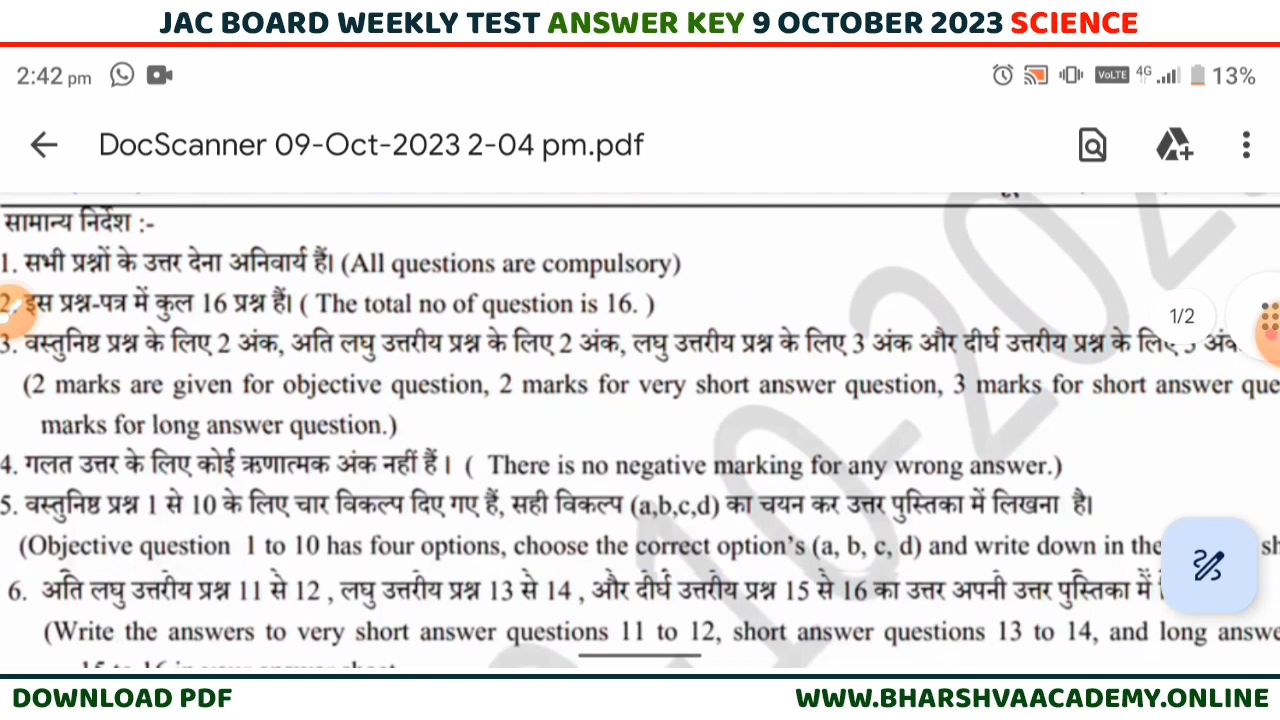 JAC BOARD WEEKLY TEST ANSWER KEY 9 OCTOBER 2023 SCIENCE
2:42 pm VoLTE 4G 13%
DocScanner 09-Oct-2023 2-04 pm.pdf
सामान्य निर्देश :-
1. सभी प्रश्नों के उत्तर देना अनिवार्य हैं। (All questions are compulsory)
2. इस प्रश्न-पत्र में कुल 16 प्रश्न हैं। ( The total no of question is 16. )
1/2
3. वस्तुनिष्ठ प्रश्न के लिए 2 अंक, अति लघु उत्तरीय प्रश्न के लिए 2 अंक, लघु उत्तरीय प्रश्न के लिए 3 अंक और दीर्घ उत्तरीय प्रश्न के
(2 marks are given for objective question, 2 marks for very short answer question, 3 marks for short answer que
marks for long answer question.)
4. गलत उत्तर के लिए कोई ऋणात्मक अंक नहीं हैं । ( There is no negative marking for any wrong answer.)
5. वस्तुनिष्ठ प्रश्न 1 से 10 के लिए चार विकल्प दिए गए हैं, सही विकल्प (a,b,c,d) का चयन कर उत्तर पुस्तिका में लिखना है।
(Objective question 1 to 10 has four options, choose the correct option's (a, b, c, d) and write down in the sh
6. अति लघु उत्तरीय प्रश्न 11 से 12 , लघु उत्तरीय प्रश्न 13 से 14 , और दीर्घ उत्तरीय प्रश्न 15 से 16 का उत्तर अपनी उत्तर पुस्तिका में
(Write the answers to very short answer questions 11 to 12, short answer questions 13 to 14, and long answe
DOWNLOAD PDF WWW.BHARSHVAACADEMY.ONLINE